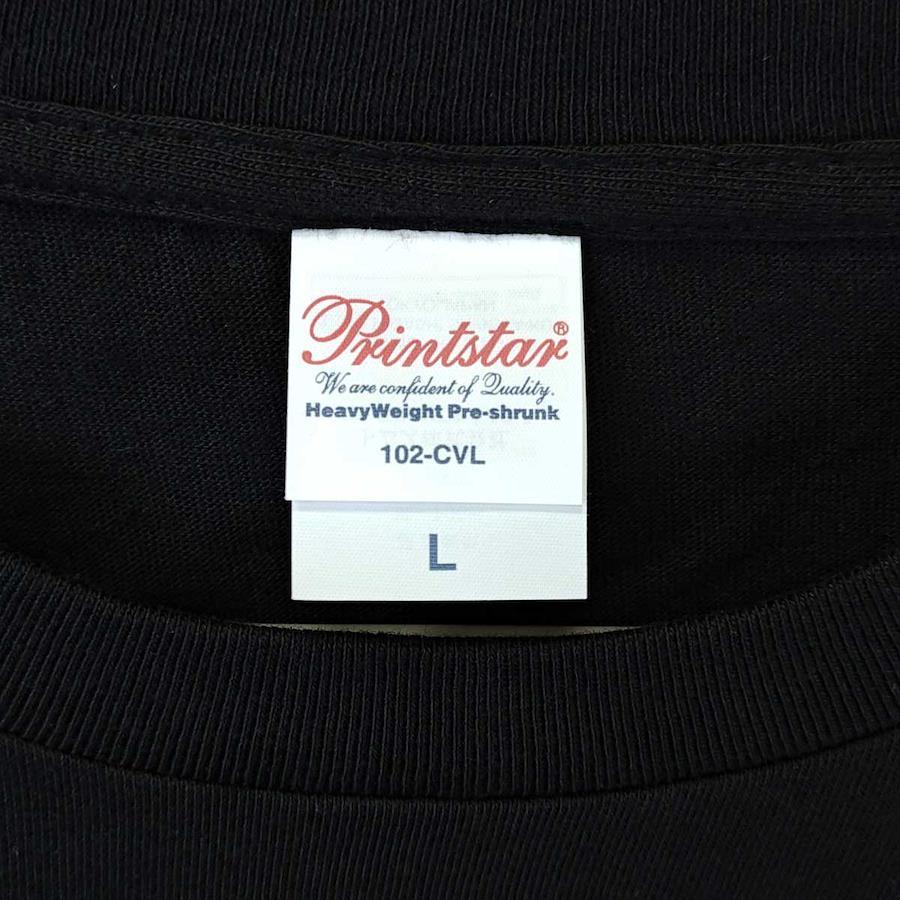 Printstar®
We are confident of Quality.
HeavyWeight Pre-shrunk
102-CVL
L